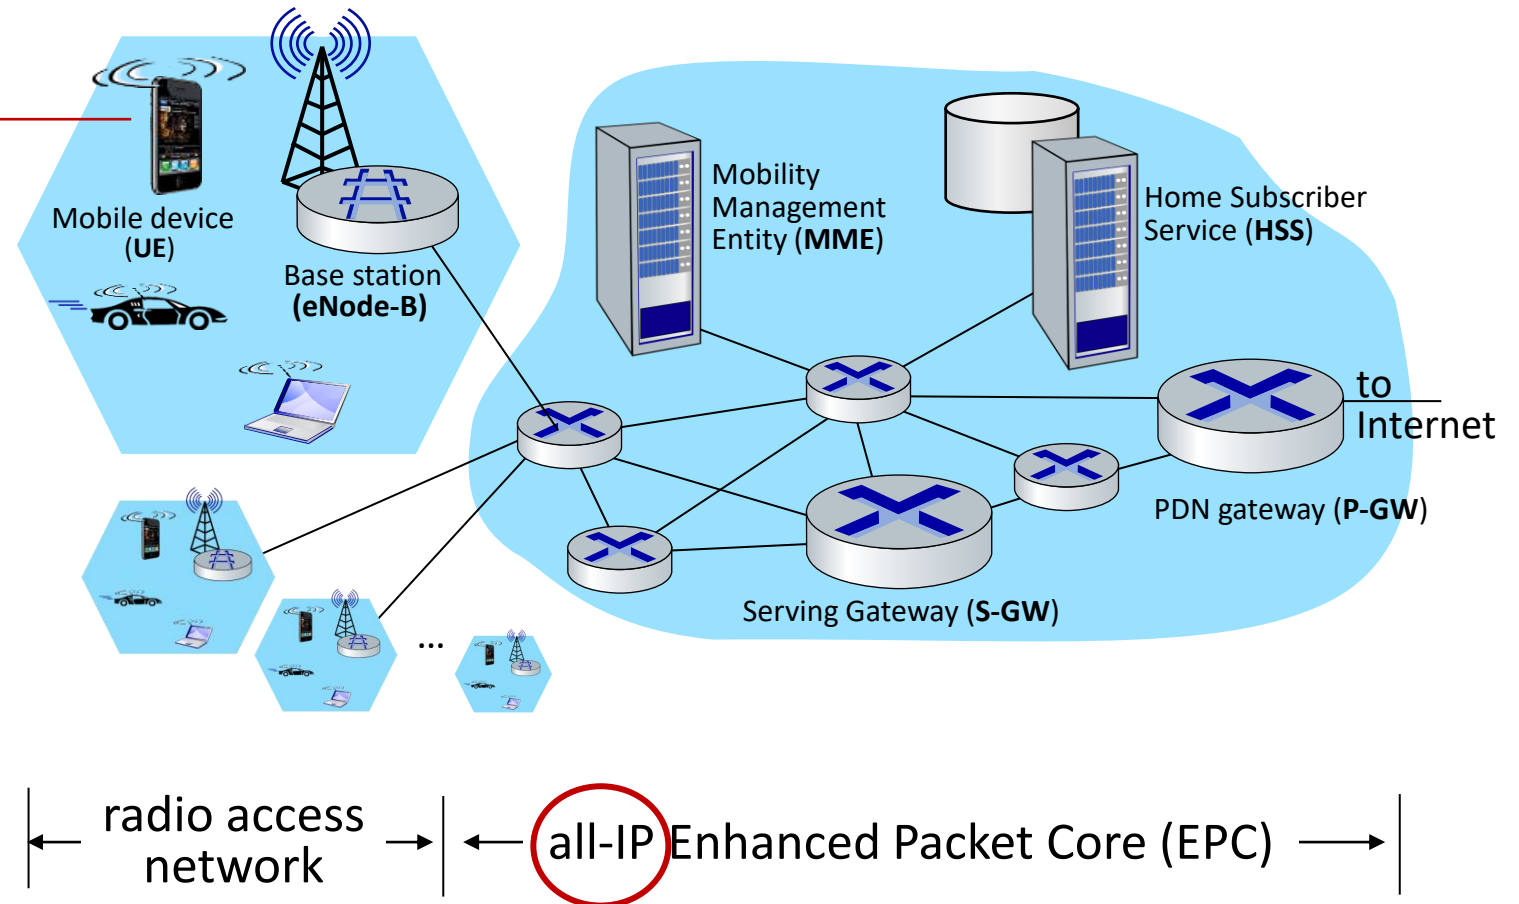 Mobile device
(UE)
Base station
(eNode-B)
Mobility
Management
Entity (MME)
Home Subscriber
Service (HSS)
to
Internet
PDN gateway (P-GW)
Serving Gateway (S-GW)
...
radio access
network
all-IP Enhanced Packet Core (EPC)